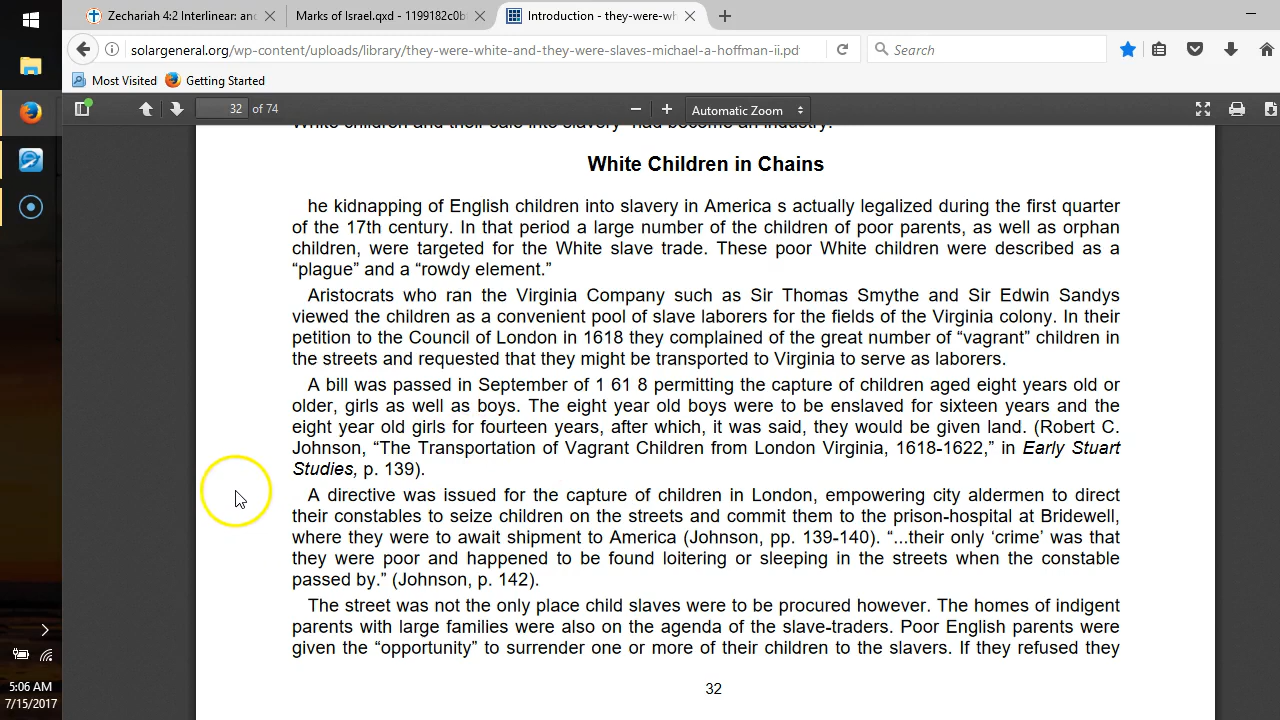 Zechariah 4:2 Interlinear: and
Marks of Israel.qxd - 1199182c0b
Introduction - they-were-wh
solargeneral.org/wp-content/uploads/library/they-were-white-and-they-were-slaves-michael-a-hoffman-ii.pd
Search
Most Visited
Getting Started
32 of 74
Automatic Zoom
White children and their sale into slavery had become an industry.
White Children in Chains
he kidnapping of English children into slavery in America s actually legalized during the first quarter
of the 17th century. In that period a large number of the children of poor parents, as well as orphan
children, were targeted for the White slave trade. These poor White children were described as a
“plague” and a “rowdy element.”
Aristocrats who ran the Virginia Company such as Sir Thomas Smythe and Sir Edwin Sandys
viewed the children as a convenient pool of slave laborers for the fields of the Virginia colony. In their
petition to the Council of London in 1618 they complained of the great number of “vagrant” children in
the streets and requested that they might be transported to Virginia to serve as laborers.
A bill was passed in September of 1 61 8 permitting the capture of children aged eight years old or
older, girls as well as boys. The eight year old boys were to be enslaved for sixteen years and the
eight year old girls for fourteen years, after which, it was said, they would be given land. (Robert C.
Johnson, “The Transportation of Vagrant Children from London Virginia, 1618-1622,” in Early Stuart
Studies, p. 139).
A directive was issued for the capture of children in London, empowering city aldermen to direct
their constables to seize children on the streets and commit them to the prison-hospital at Bridewell,
where they were to await shipment to America (Johnson, pp. 139-140). “...their only ‘crime’ was that
they were poor and happened to be found loitering or sleeping in the streets when the constable
passed by.” (Johnson, p. 142).
The street was not the only place child slaves were to be procured however. The homes of indigent
parents with large families were also on the agenda of the slave-traders. Poor English parents were
given the “opportunity” to surrender one or more of their children to the slavers. If they refused they
32
5:06 AM
7/15/2017